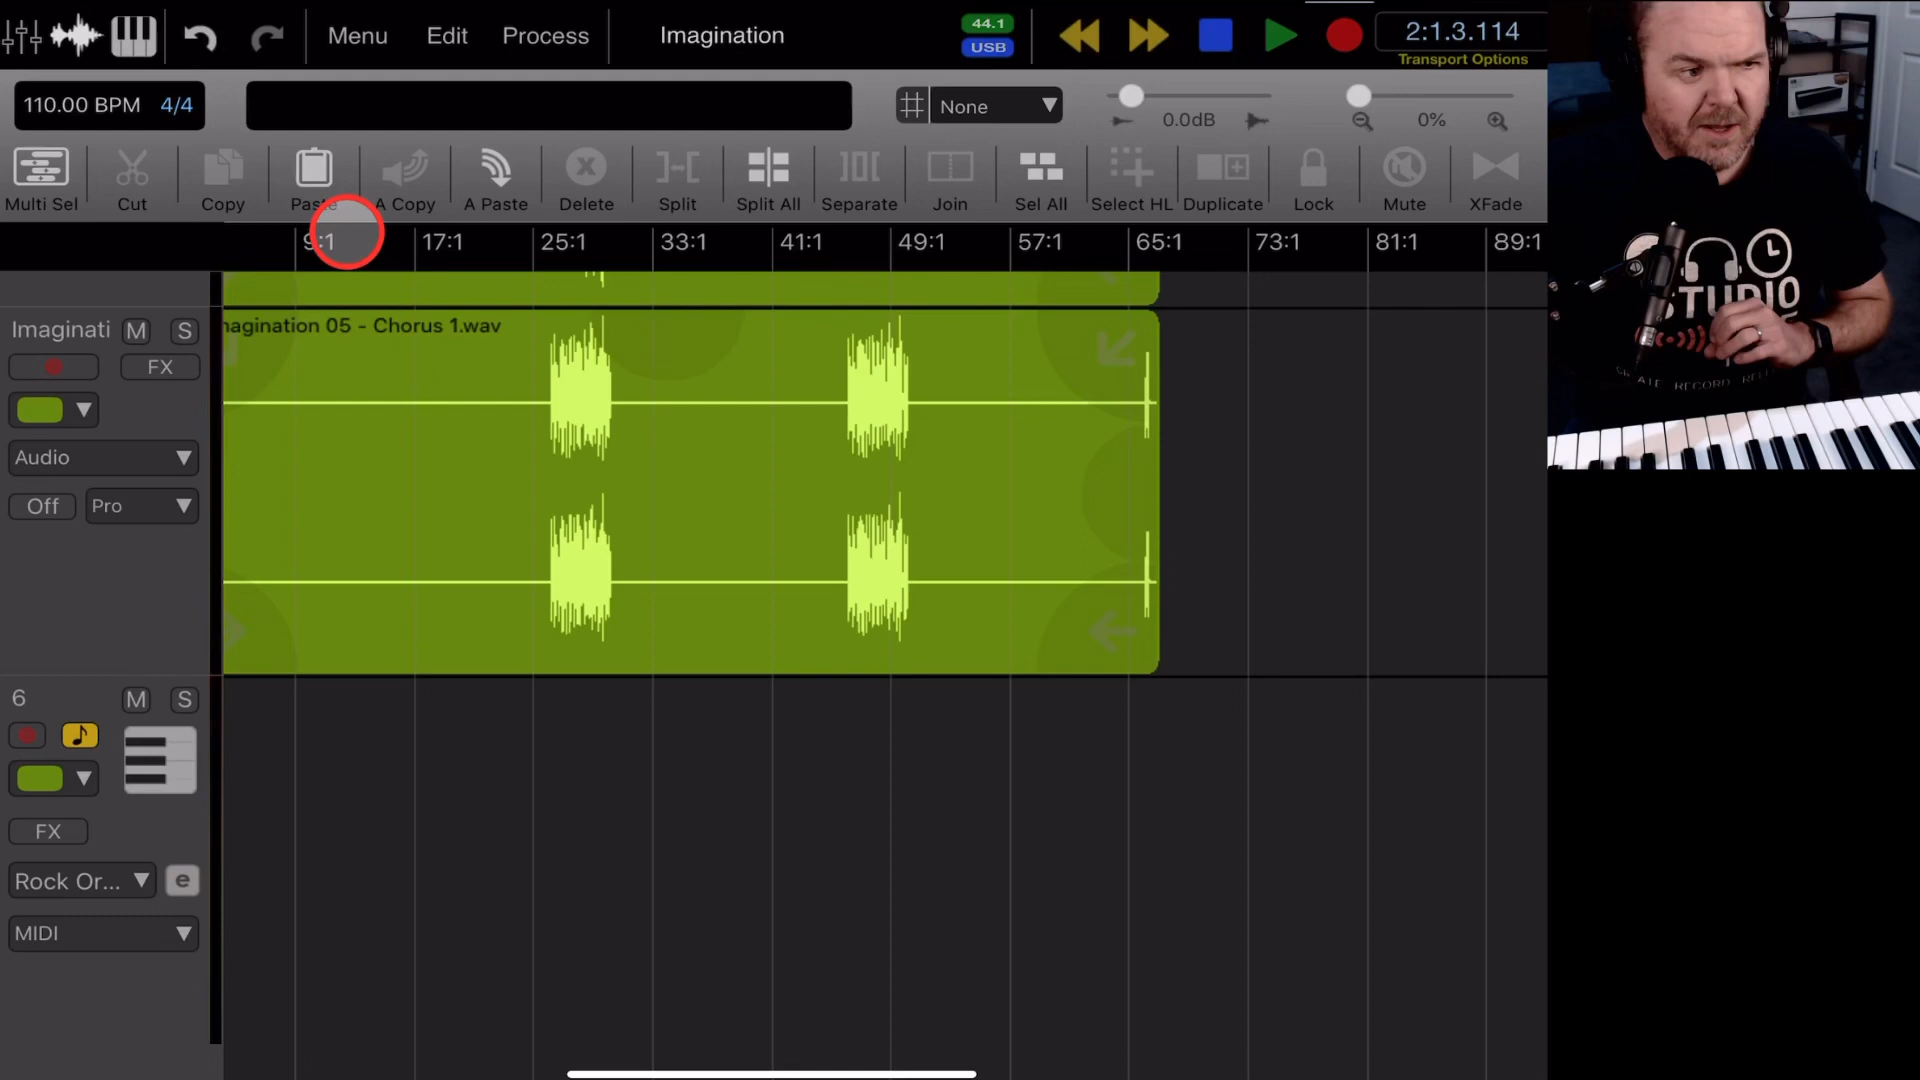 Menu Edit Process Imagination 44.1 USB 2:1.3.114
Transport Options
110.00 BPM 4/4 None 0.0dB 0%
Multi Sel Cut Copy Paste A Copy A Paste Delete Split Split All Separate Join Sel All Select HL Duplicate Lock Mute XFade
9:1 17:1 25:1 33:1 41:1 49:1 57:1 65:1 73:1 81:1 89:1
Imaginati M S
nagination 05 - Chorus 1.wav
FX
Audio
Off Pro
6 M S
FX
Rock Or... e
MIDI
STUDIO